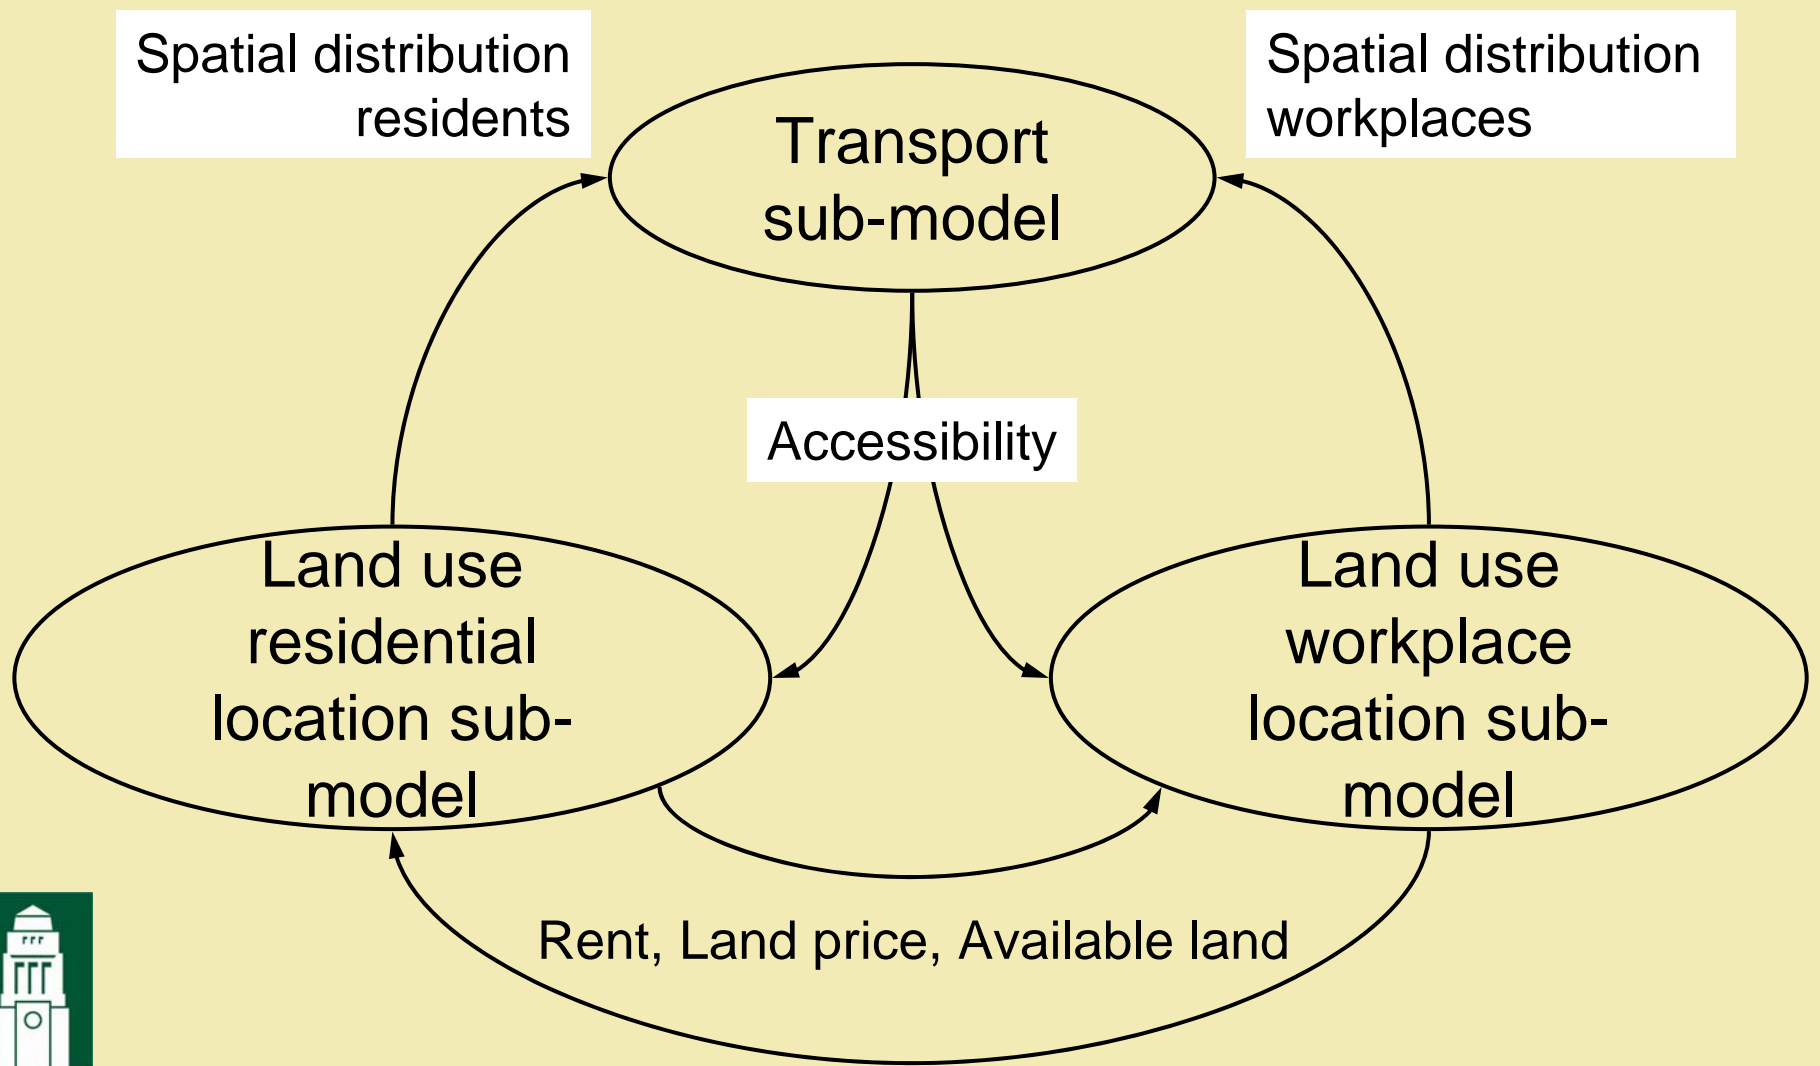 Spatial distribution
residents
Spatial distribution
workplaces
Transport
sub-model
Accessibility
Land use
residential
location sub-
model
Land use
workplace
location sub-
model
Rent, Land price, Available land